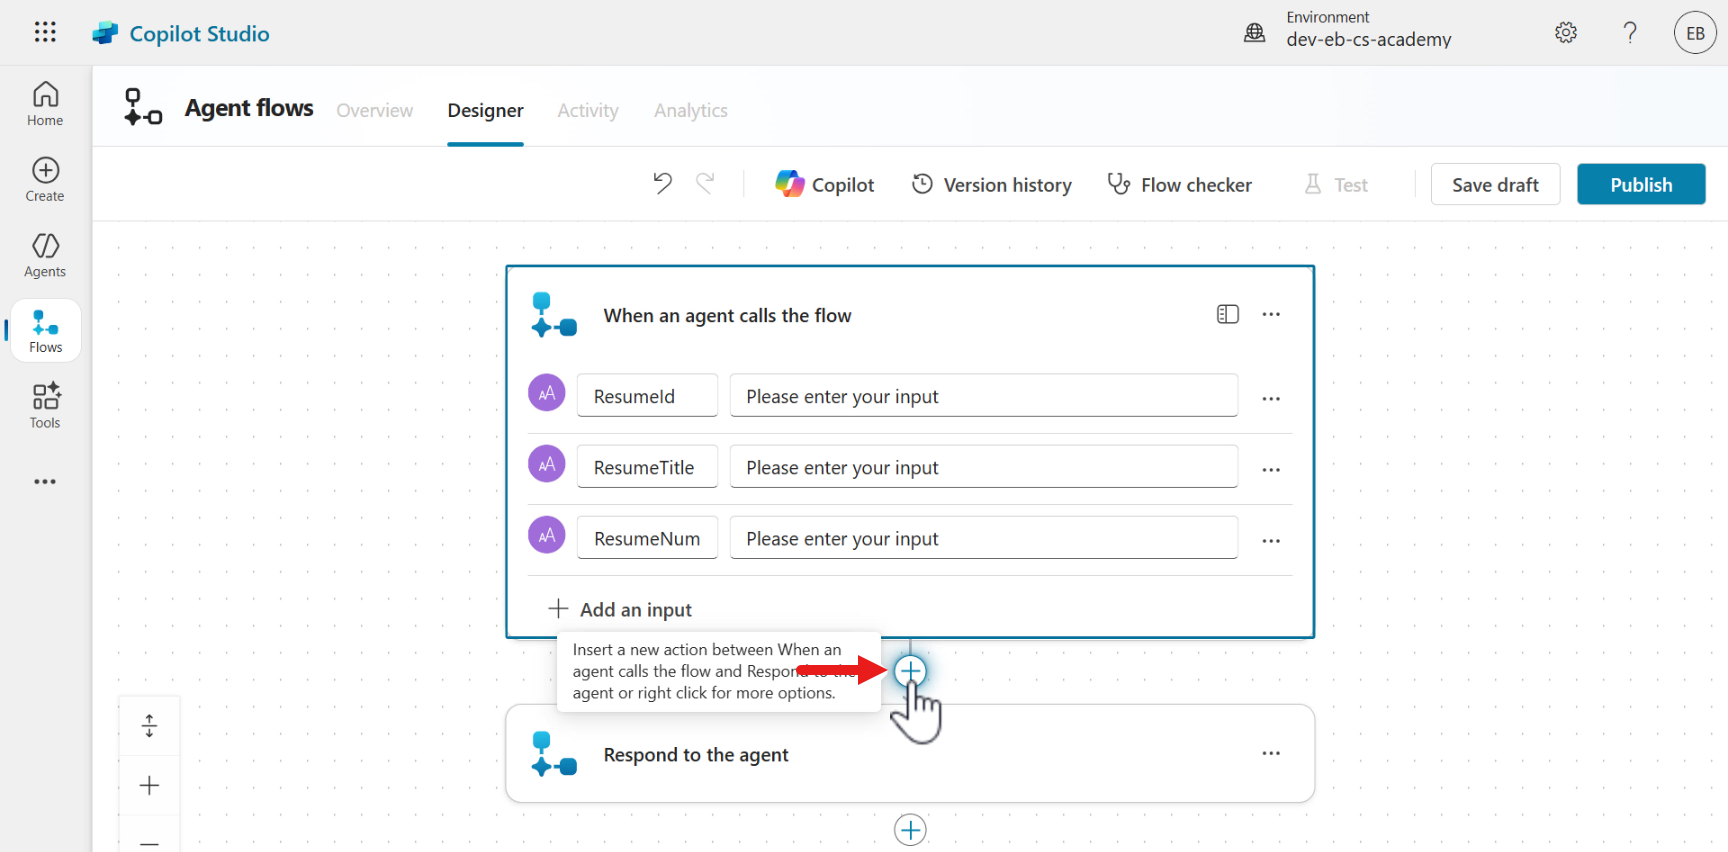 Copilot Studio
Environment
dev-eb-cs-academy
EB
Home
Create
Agents
Flows
Tools
Agent flows
Overview
Designer
Activity
Analytics
Copilot
Version history
Flow checker
Test
Save draft
Publish
When an agent calls the flow
AA
ResumeId
Please enter your input
AA
ResumeTitle
Please enter your input
AA
ResumeNum
Please enter your input
Add an input
Insert a new action between When an
agent calls the flow and Respond to the
agent or right click for more options.
Respond to the agent